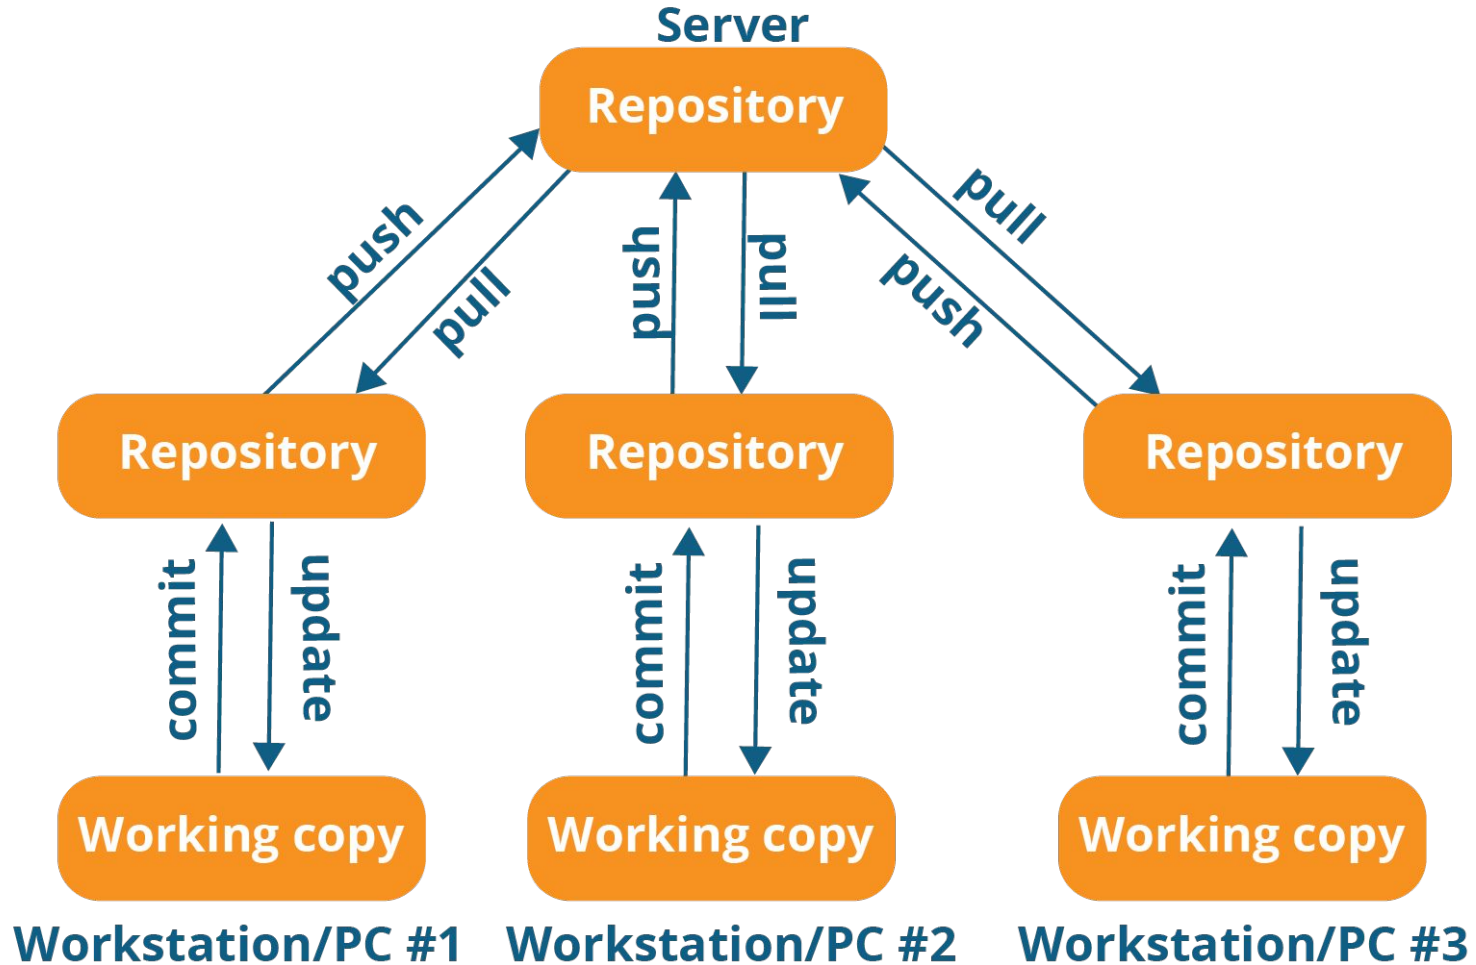 Server
Repository
push
pull
push
pull
pull
push
Repository
Repository
Repository
commit
update
commit
update
commit
update
Working copy
Working copy
Working copy
Workstation/PC #1
Workstation/PC #2
Workstation/PC #3